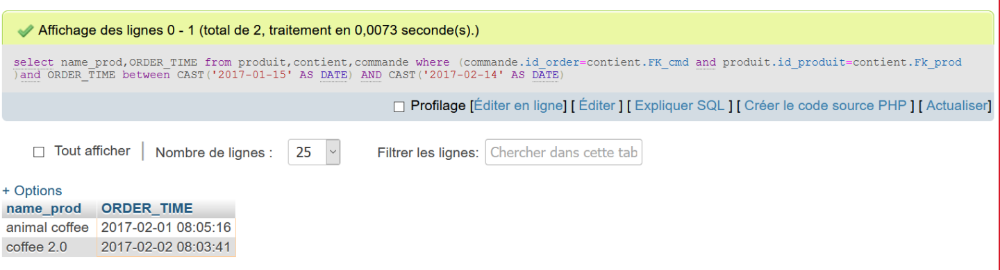 Affichage des lignes 0 - 1 (total de 2, traitement en 0,0073 seconde(s).)
select name_prod,ORDER_TIME from produit,contient,commande where (commande.id_order=contient.FK_cmd and produit.id_produit=contient.Fk_prod
)and ORDER_TIME between CAST('2017-01-15' AS DATE) AND CAST('2017-02-14' AS DATE)
Profilage [Éditer en ligne] [ Éditer ] [ Expliquer SQL ] [ Créer le code source PHP ] [ Actualiser]
Tout afficher Nombre de lignes : 25 Filtrer les lignes: Chercher dans cette tab
+ Options
name_prod ORDER_TIME
animal coffee 2017-02-01 08:05:16
coffee 2.0 2017-02-02 08:03:41